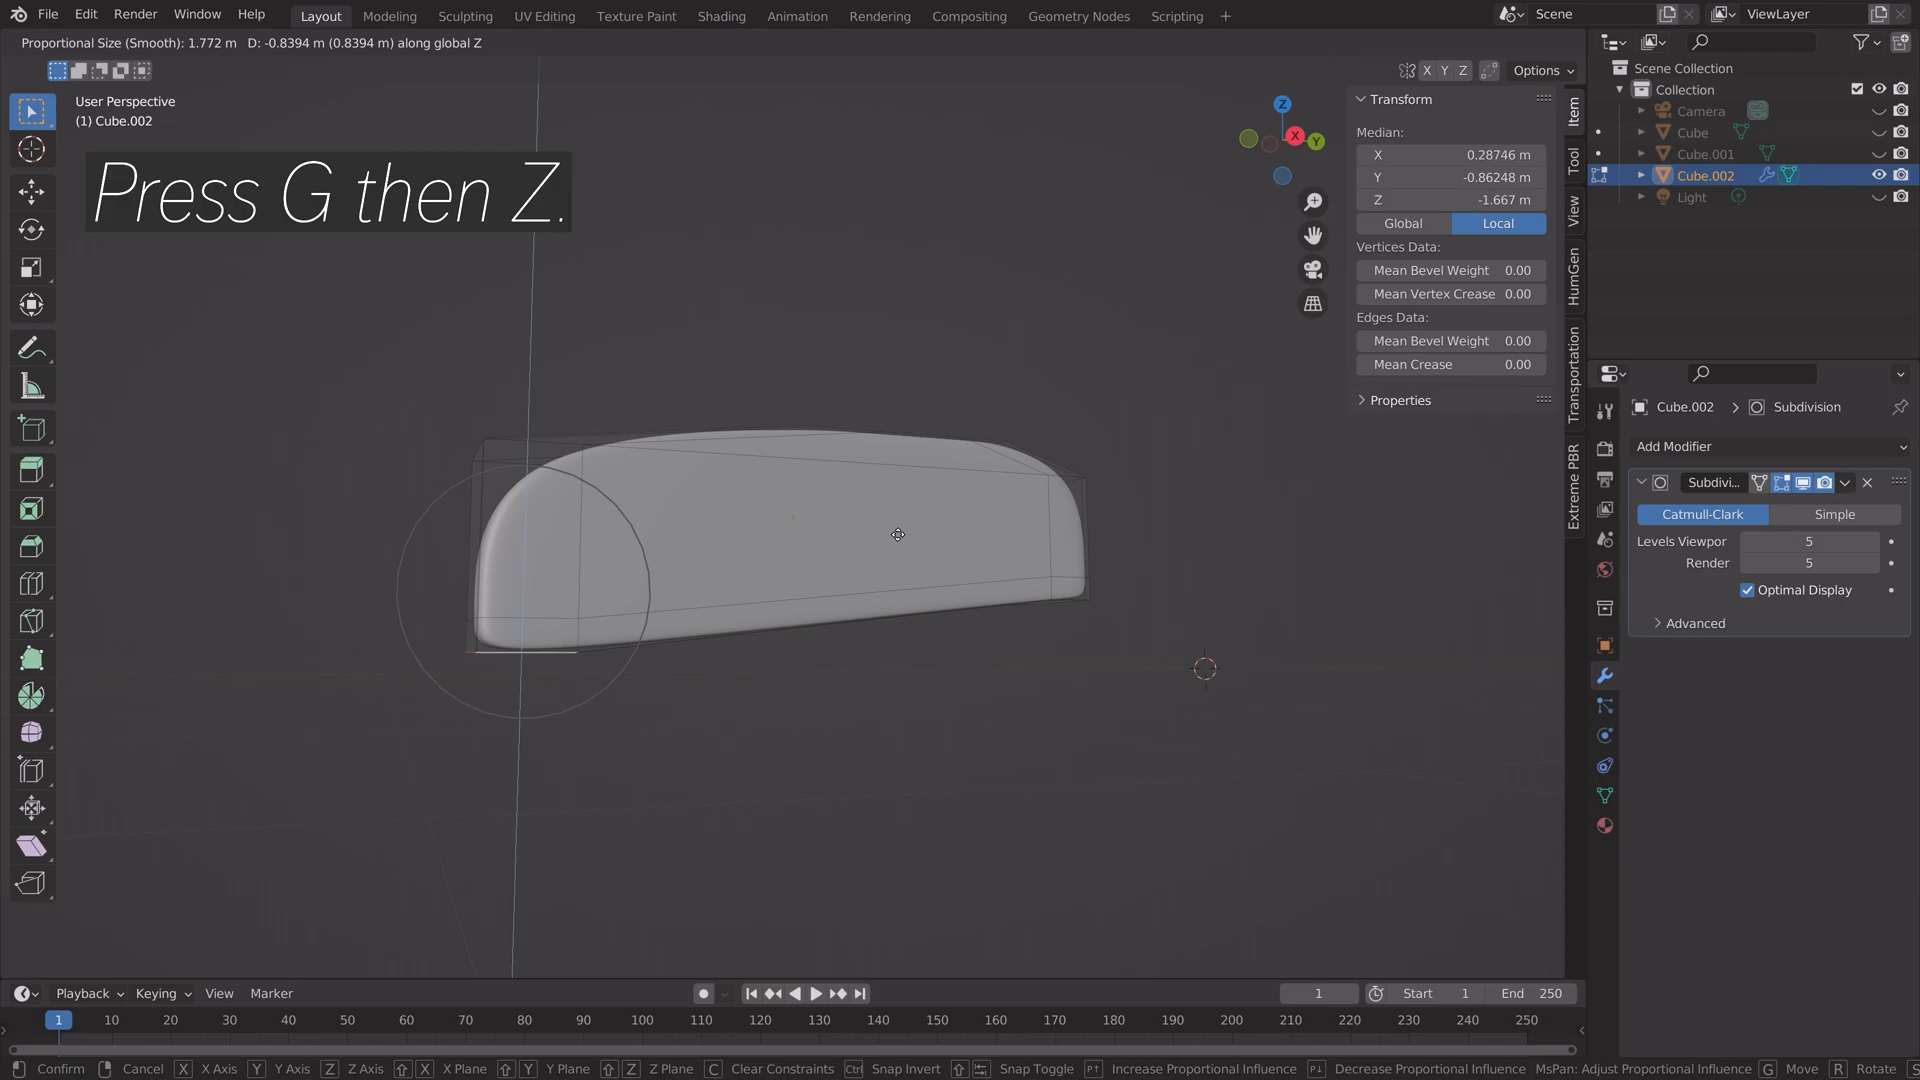 File Edit Render Window Help Layout Modeling Sculpting UV Editing Texture Paint Shading Animation Rendering Compositing Geometry Nodes Scripting + Scene ViewLayer
Proportional Size (Smooth): 1.772 m D: -0.8394 m (0.8394 m) along global Z
X Y Z Options
User Perspective
(1) Cube.002
Press G then Z.
Z
X
Y
Transform
Median:
X 0.28746 m
Y -0.86248 m
Z -1.667 m
Global Local
Vertices Data:
Mean Bevel Weight 0.00
Mean Vertex Crease 0.00
Edges Data:
Mean Bevel Weight 0.00
Mean Crease 0.00
Properties
Item
Tool
View
HumGen
Transportation
Extreme PBR
Scene Collection
Collection
Camera
Cube
Cube.001
Cube.002
Light
Cube.002 Subdivision
Add Modifier
Subdivi...
Catmull-Clark Simple
Levels Viewpor 5
Render 5
Optimal Display
Advanced
Playback Keying View Marker 1 Start 1 End 250
1 10 20 30 40 50 60 70 80 90 100 110 120 130 140 150 160 170 180 190 200 210 220 230 240 250
Confirm Cancel X X Axis Y Y Axis Z Z Axis X X Plane Y Y Plane Z Z Plane C Clear Constraints Ctrl Snap Invert Snap Toggle P↑ Increase Proportional Influence P↓ Decrease Proportional Influence MsPan: Adjust Proportional Influence G Move R Rotate S